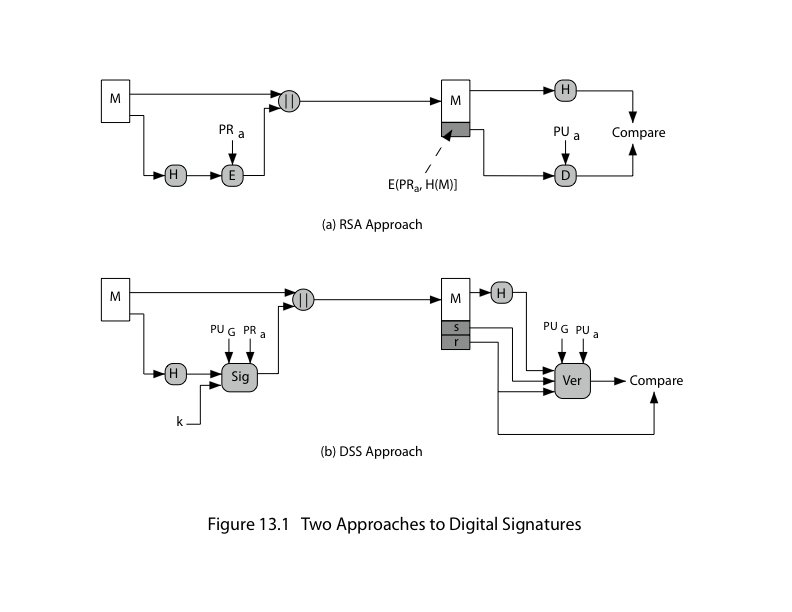 M
||
H
PR a
E
M
H
PU a
D
Compare
E(PRa, H(M)]
(a) RSA Approach
M
||
PU G PR a
H
Sig
k
M
s
r
H
PU G PU a
Ver
Compare
(b) DSS Approach
Figure 13.1 Two Approaches to Digital Signatures